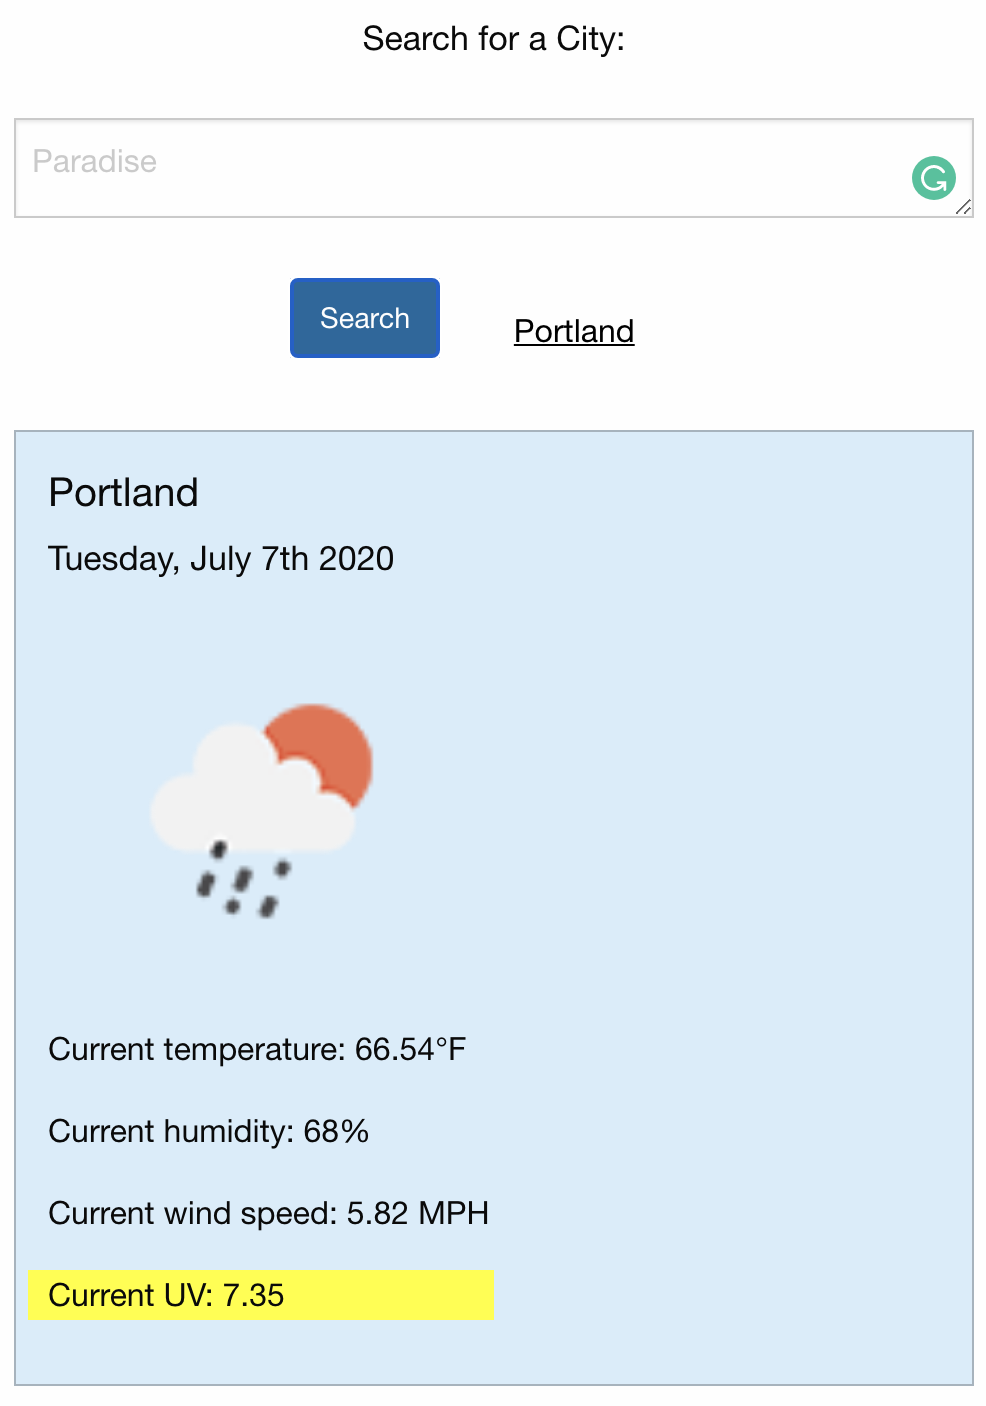 Search for a City:
Paradise
Search
Portland
Portland
Tuesday, July 7th 2020
Current temperature: 66.54°F
Current humidity: 68%
Current wind speed: 5.82 MPH
Current UV: 7.35